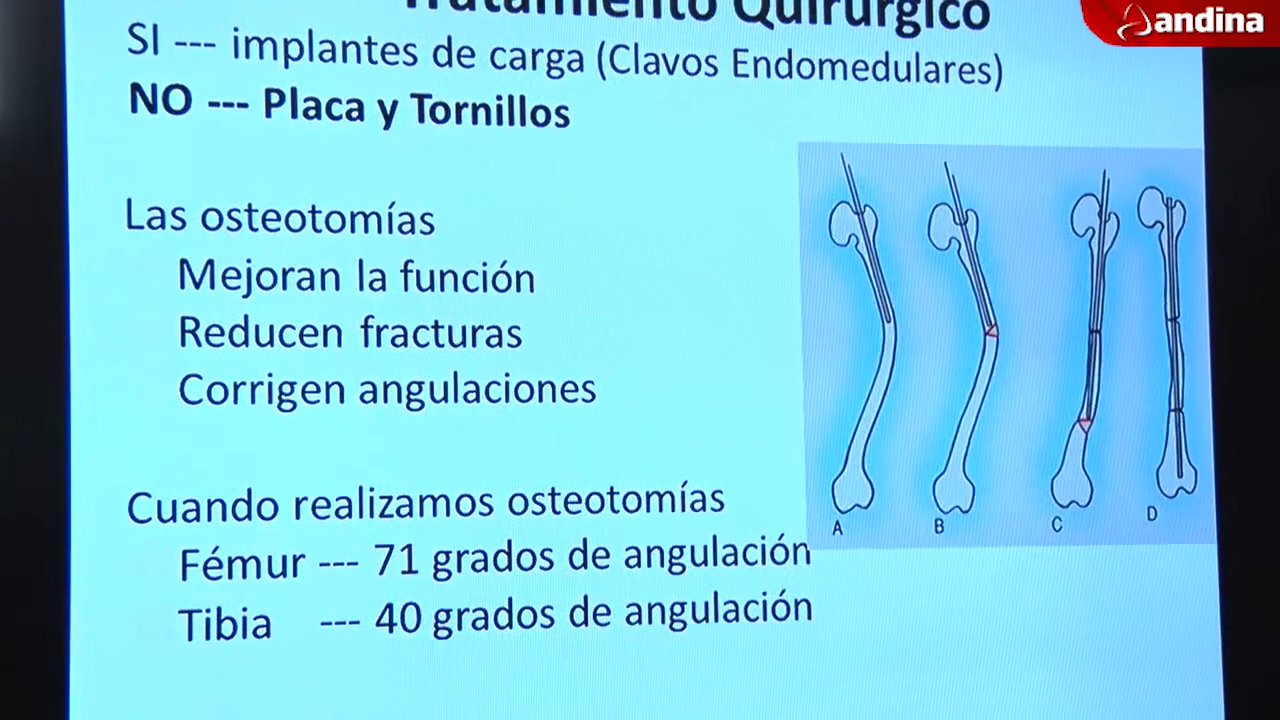 Tratamiento Quirúrgico
andina
SI --- implantes de carga (Clavos Endomedulares)
NO --- Placa y Tornillos
Las osteotomías
Mejoran la función
Reducen fracturas
Corrigen angulaciones
Cuando realizamos osteotomías
Fémur --- 71 grados de angulación
Tibia --- 40 grados de angulación
A B C D